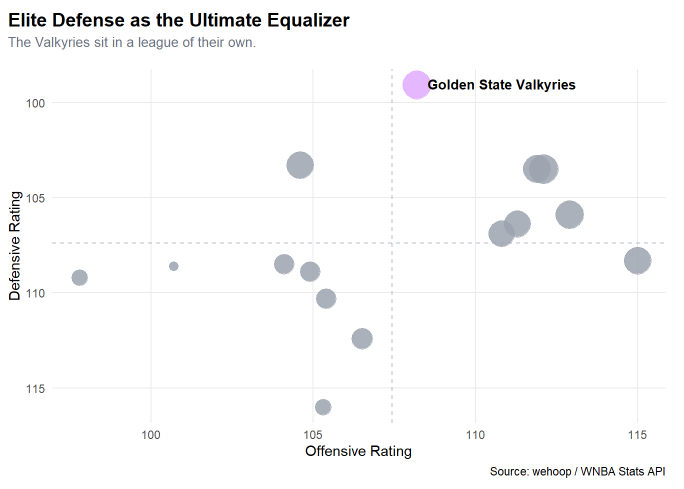 Elite Defense as the Ultimate Equalizer
The Valkyries sit in a league of their own.
Golden State Valkyries
100
105
110
115
Defensive Rating
100
105
110
115
Offensive Rating
Source: wehoop / WNBA Stats API